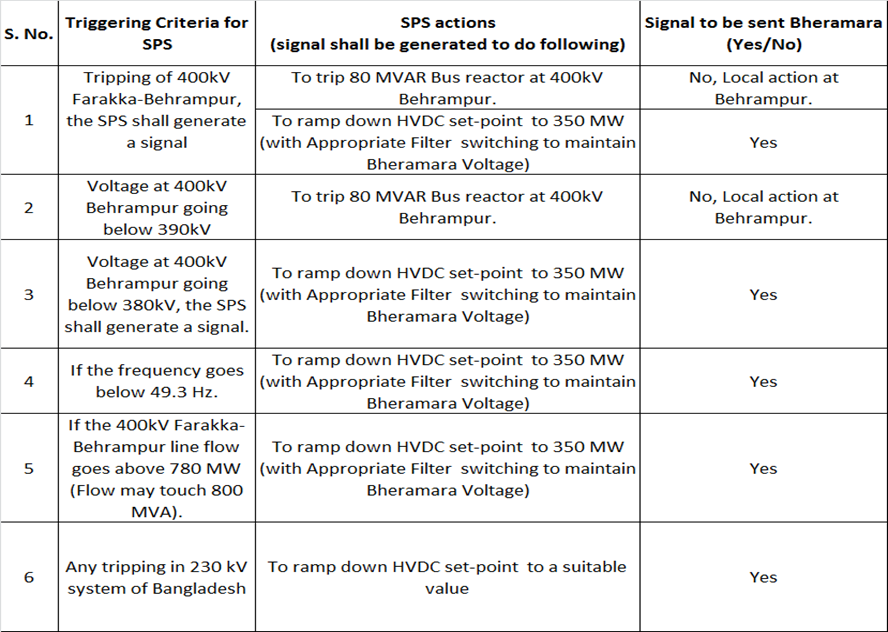 S. No.
Triggering Criteria for
SPS
SPS actions
(signal shall be generated to do following)
Signal to be sent Bheramara
(Yes/No)
1
Tripping of 400kV
Farakka-Behrampur,
the SPS shall generate
a signal
To trip 80 MVAR Bus reactor at 400kV
Behrampur.
No, Local action at
Behrampur.
To ramp down HVDC set-point to 350 MW
(with Appropriate Filter switching to maintain
Bheramara Voltage)
Yes
2
Voltage at 400kV
Behrampur going
below 390kV
To trip 80 MVAR Bus reactor at 400kV
Behrampur.
No, Local action at
Behrampur.
3
Voltage at 400kV
Behrampur going
below 380kV, the SPS
shall generate a signal.
To ramp down HVDC set-point to 350 MW
(with Appropriate Filter switching to maintain
Bheramara Voltage)
Yes
4
If the frequency goes
below 49.3 Hz.
To ramp down HVDC set-point to 350 MW
(with Appropriate Filter switching to maintain
Bheramara Voltage)
Yes
5
If the 400kV Farakka-
Behrampur line flow
goes above 780 MW
(Flow may touch 800
MVA).
To ramp down HVDC set-point to 350 MW
(with Appropriate Filter switching to maintain
Bheramara Voltage)
Yes
6
Any tripping in 230 kV
system of Bangladesh
To ramp down HVDC set-point to a suitable
value
Yes